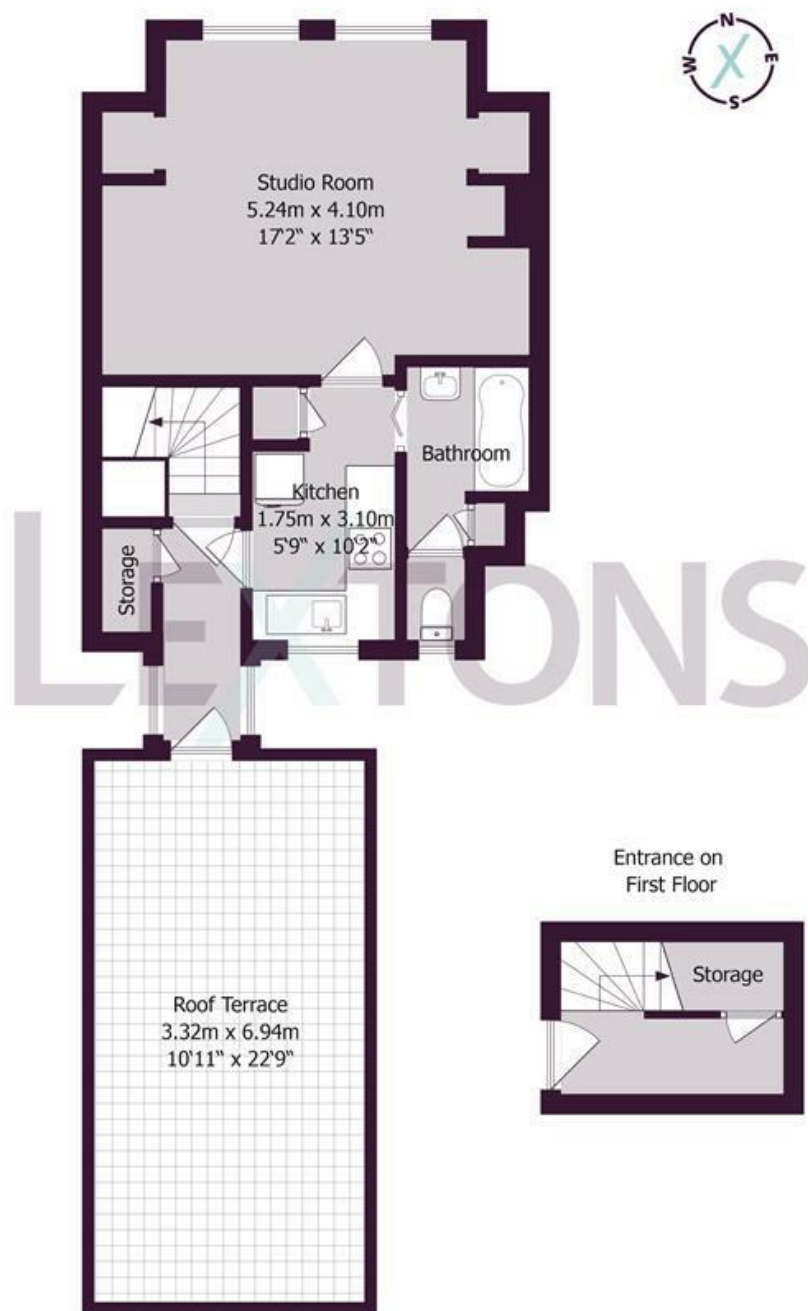 N
W
E
S
Studio Room
5.24m x 4.10m
17'2" x 13'5"
Bathroom
Kitchen
1.75m x 3.10m
5'9" x 10'2"
Storage
LEXTONS
Entrance on
First Floor
Storage
Roof Terrace
3.32m x 6.94m
10'11" x 22'9"